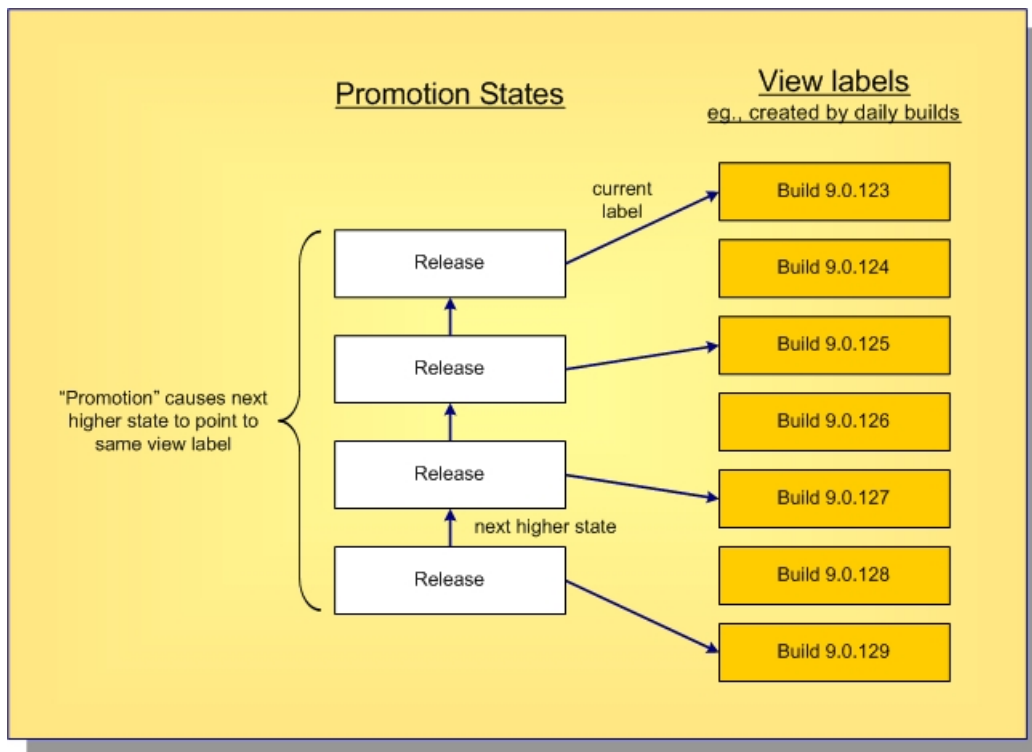 Promotion States
View labels
eg., created by daily builds
current
label
Release
Release
Release
Release
next higher state
“Promotion” causes next
higher state to point to
same view label
Build 9.0.123
Build 9.0.124
Build 9.0.125
Build 9.0.126
Build 9.0.127
Build 9.0.128
Build 9.0.129